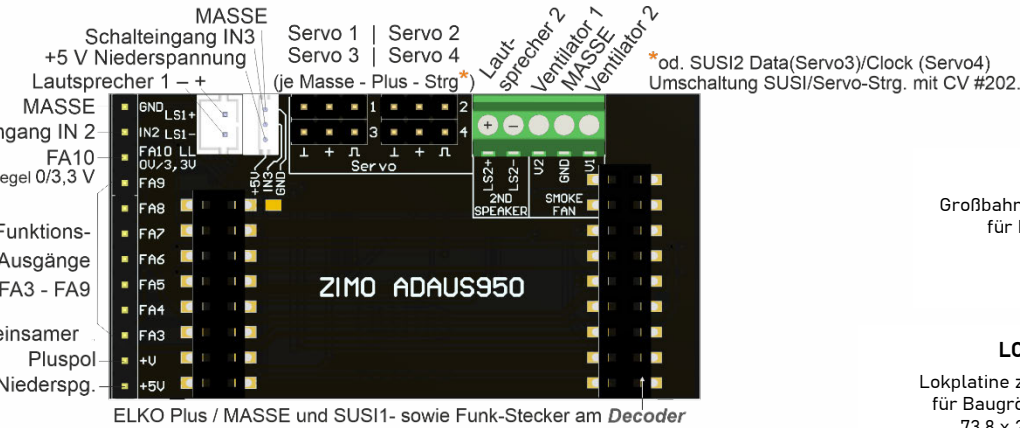 MASSE
Schalteingang IN3
+5 V Niederspannung
Lautsprecher 1 – +
Servo 1 | Servo 2
Servo 3 | Servo 4
(je Masse - Plus - Strg*)
Laut-
sprecher 2
Ventilator 1
MASSE
Ventilator 2
*od. SUSI2 Data(Servo3)/Clock (Servo4)
Umschaltung SUSI/Servo-Strg. mit CV #202.
MASSE
ngang IN 2
FA10
egel 0/3,3 V
Funktions-
Ausgänge
FA3 - FA9
einsamer
Pluspol
Niederspg.
GND
IN2
FA10 LL
0V/3,3V
FA9
FA8
FA7
FA6
FA5
FA4
FA3
+V
+5V
LS1+
LS1-
+5V
IN3
GND
1
2
3
4
⊥ + ⊓ ⊥ + ⊓
Servo
+ –
LS2+
LS2-
V2
GND
V1
2ND
SPEAKER
SMOKE
FAN
ZIMO ADAUS950
ELKO Plus / MASSE und SUSI1- sowie Funk-Stecker am Decoder
Großbahn
für
LO
Lokplatine z
für Baugrö